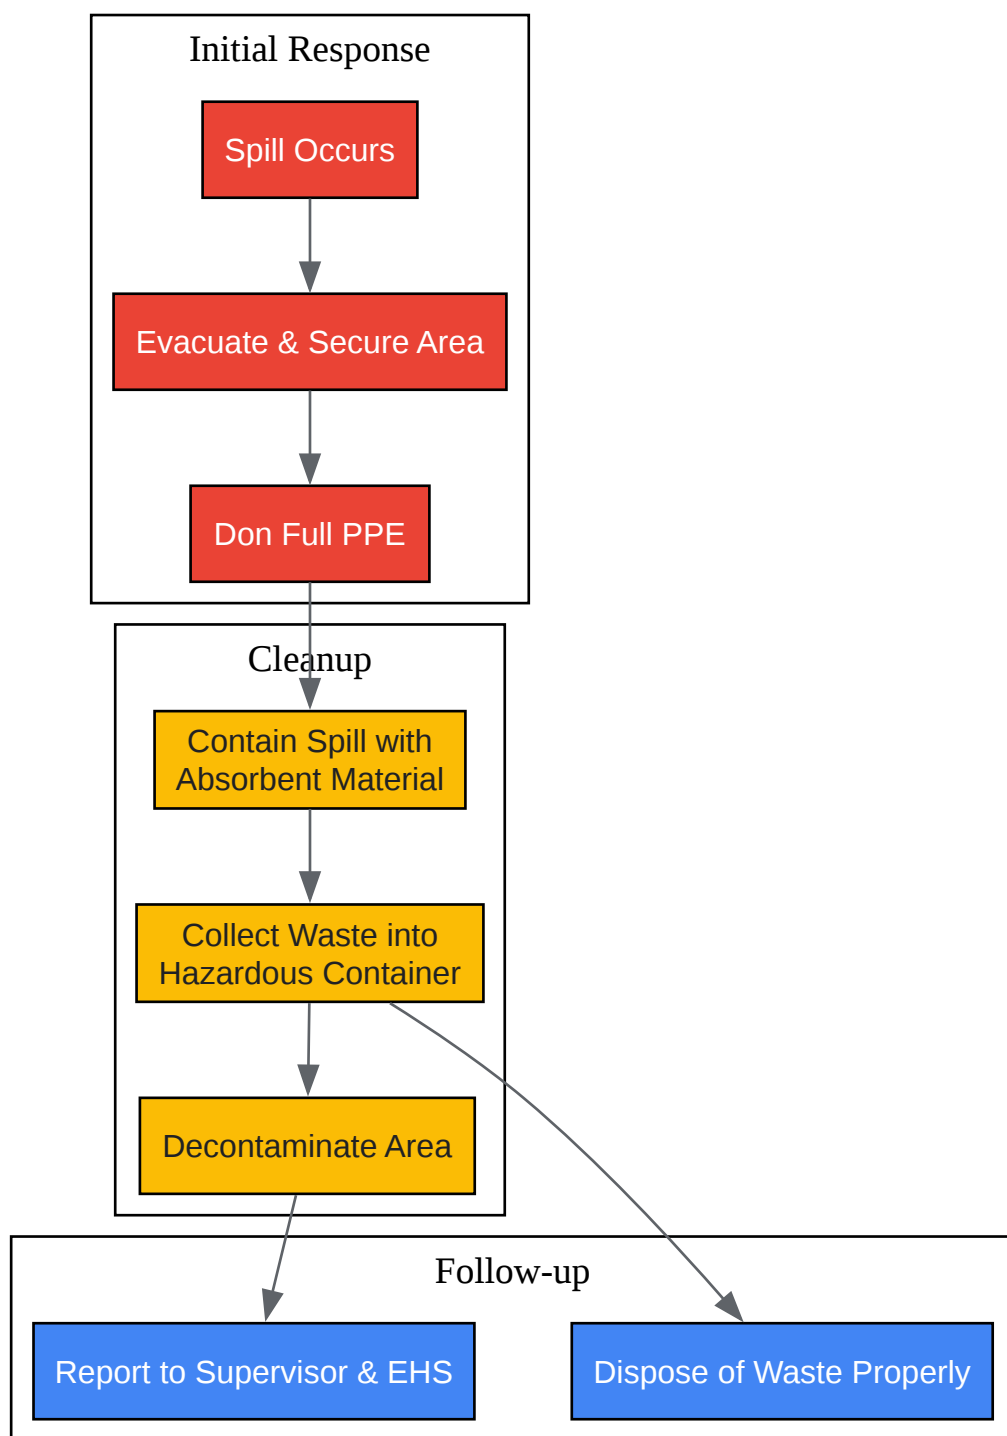 Initial Response
Spill Occurs
Evacuate & Secure Area
Don Full PPE
Cleanup
Contain Spill with
Absorbent Material
Collect Waste into
Hazardous Container
Decontaminate Area
Follow-up
Report to Supervisor & EHS
Dispose of Waste Properly